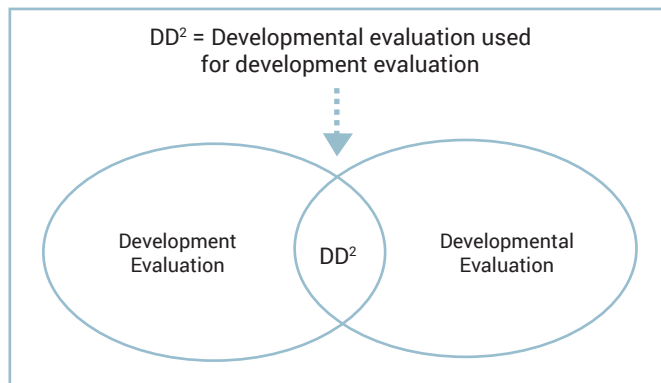 DD² = Developmental evaluation used
for development evaluation
Development
Evaluation
DD²
Developmental
Evaluation